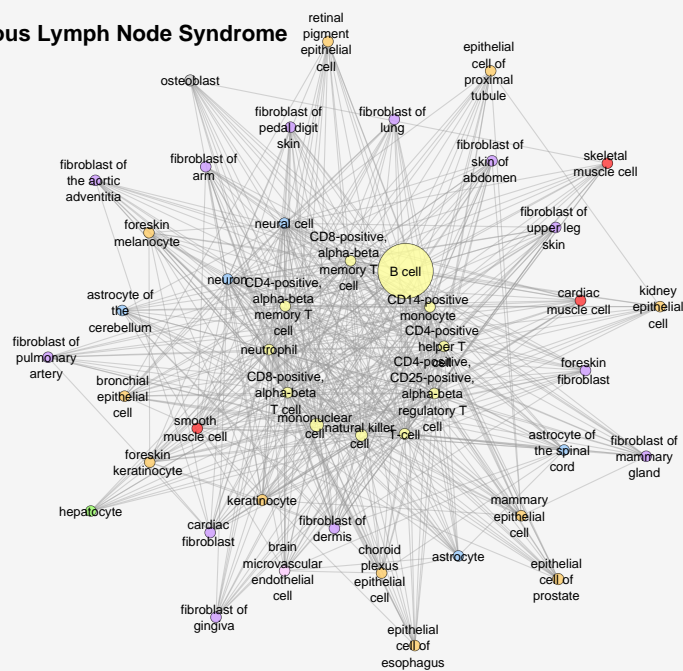 ous Lymph Node Syndrome
retinal
pigment
epithelial
cell
epithelial
cell of
proximal
tubule
osteoblast
fibroblast of
pedal digit
skin
fibroblast of
lung
fibroblast of
the aortic
adventitia
fibroblast of
arm
fibroblast of
skin of
abdomen
skeletal
muscle cell
foreskin
melanocyte
neural cell
CD8-positive,
alpha-beta
memory T
cell
B cell
fibroblast of
upper leg
skin
neuron
CD4-positive,
alpha-beta
memory T
cell
CD14-positive
monocyte
cardiac
muscle cell
kidney
epithelial
cell
astrocyte of
the
cerebellum
CD4-positive
helper T
cell
fibroblast of
pulmonary
artery
neutrophil
CD4-positive,
CD25-positive,
alpha-beta
regulatory T
cell
foreskin
fibroblast
bronchial
epithelial
cell
CD8-positive,
alpha-beta
T cell
smooth
muscle cell
mononuclear
cell
natural killer
cell
T-cell
astrocyte of
the spinal
cord
fibroblast of
mammary
gland
foreskin
keratinocyte
hepatocyte
keratinocyte
mammary
epithelial
cell
cardiac
fibroblast
fibroblast of
dermis
brain
microvascular
endothelial
cell
choroid
plexus
epithelial
cell
astrocyte
epithelial
cell of
prostate
fibroblast of
gingiva
epithelial
cell of
esophagus